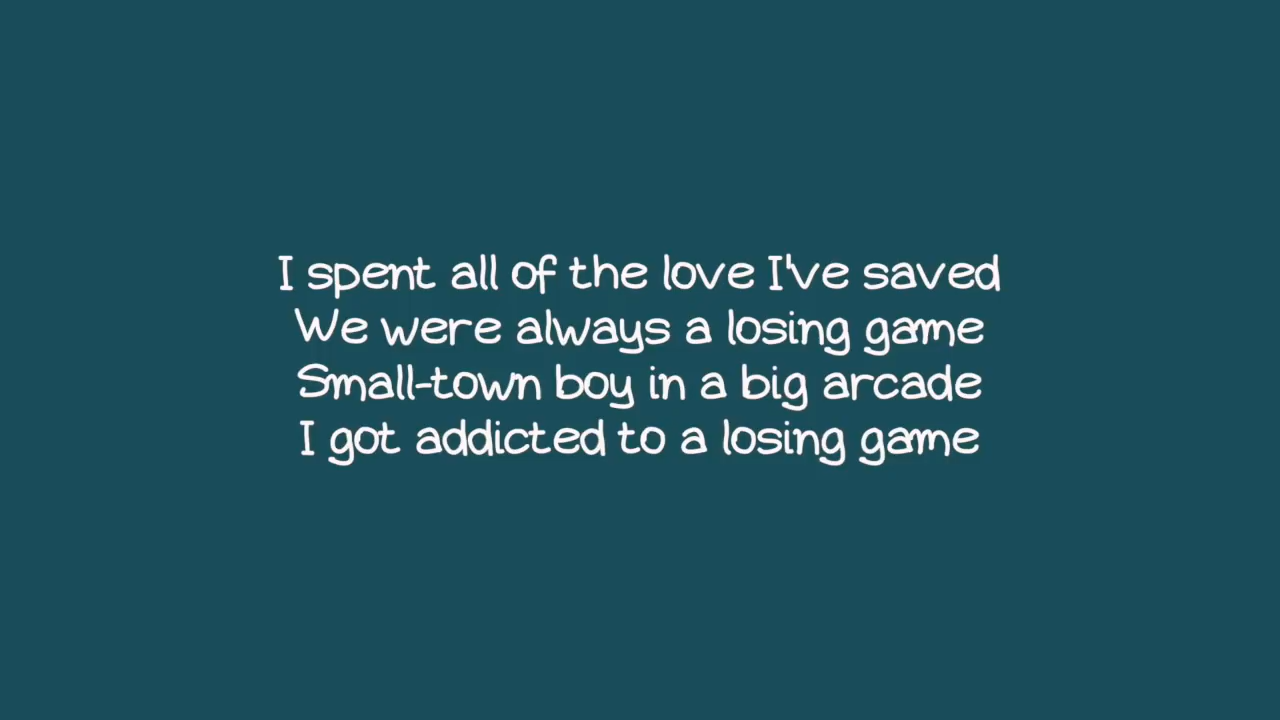 I spent all of the love I've saved
We were always a losing game
Small-town boy in a big arcade
I got addicted to a losing game